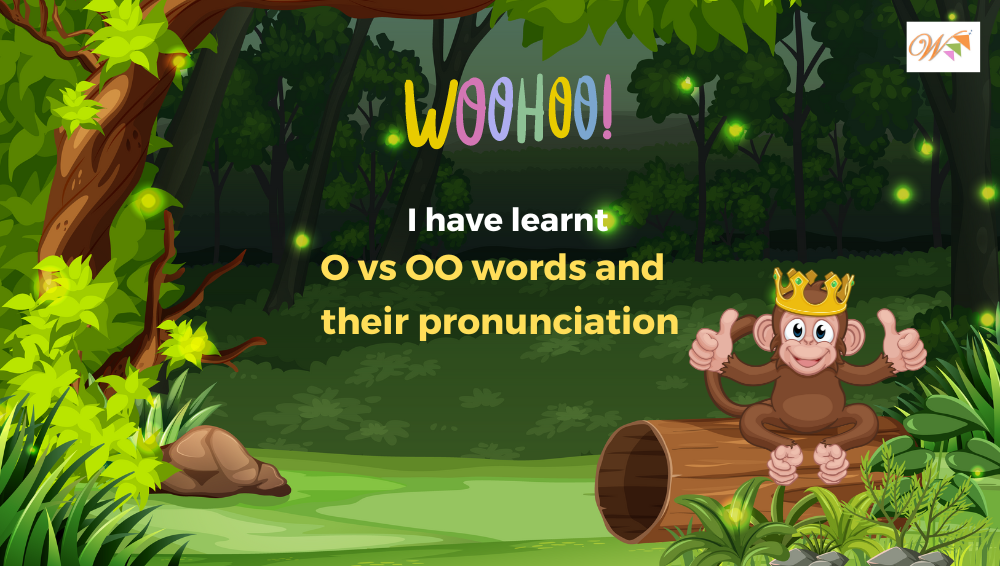 WOOHOO!
I have learnt
O vs OO words and
their pronunciation
W